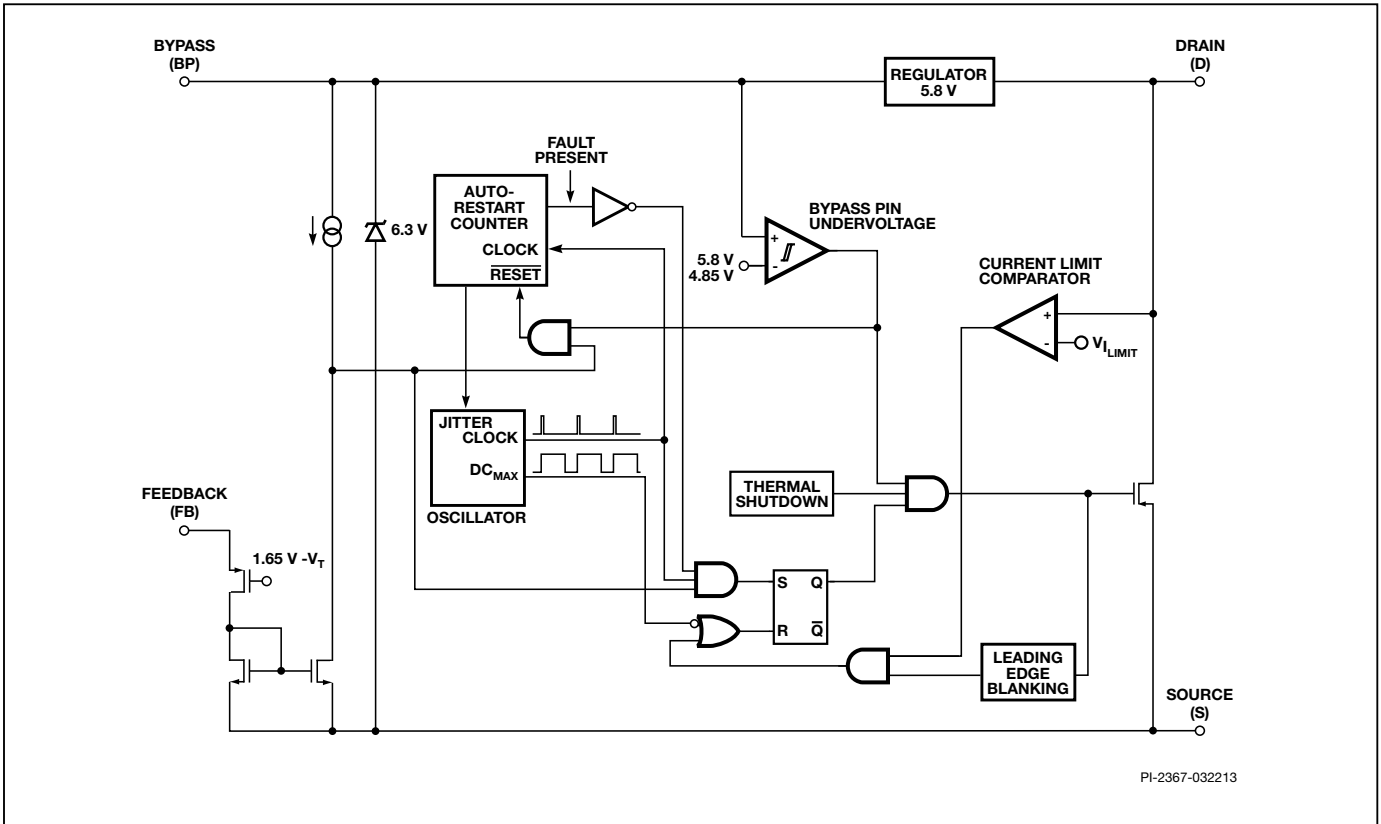 BYPASS
(BP)
DRAIN
(D)
REGULATOR
5.8 V
FAULT
PRESENT
AUTO-
RESTART
COUNTER
CLOCK
RESET
6.3 V
BYPASS PIN
UNDERVOLTAGE
+
-
5.8 V
4.85 V
CURRENT LIMIT
COMPARATOR
+
-
VILIMIT
JITTER
CLOCK
DCMAX
OSCILLATOR
THERMAL
SHUTDOWN
FEEDBACK
(FB)
1.65 V -VT
S Q
R Q̅
LEADING
EDGE
BLANKING
SOURCE
(S)
PI-2367-032213